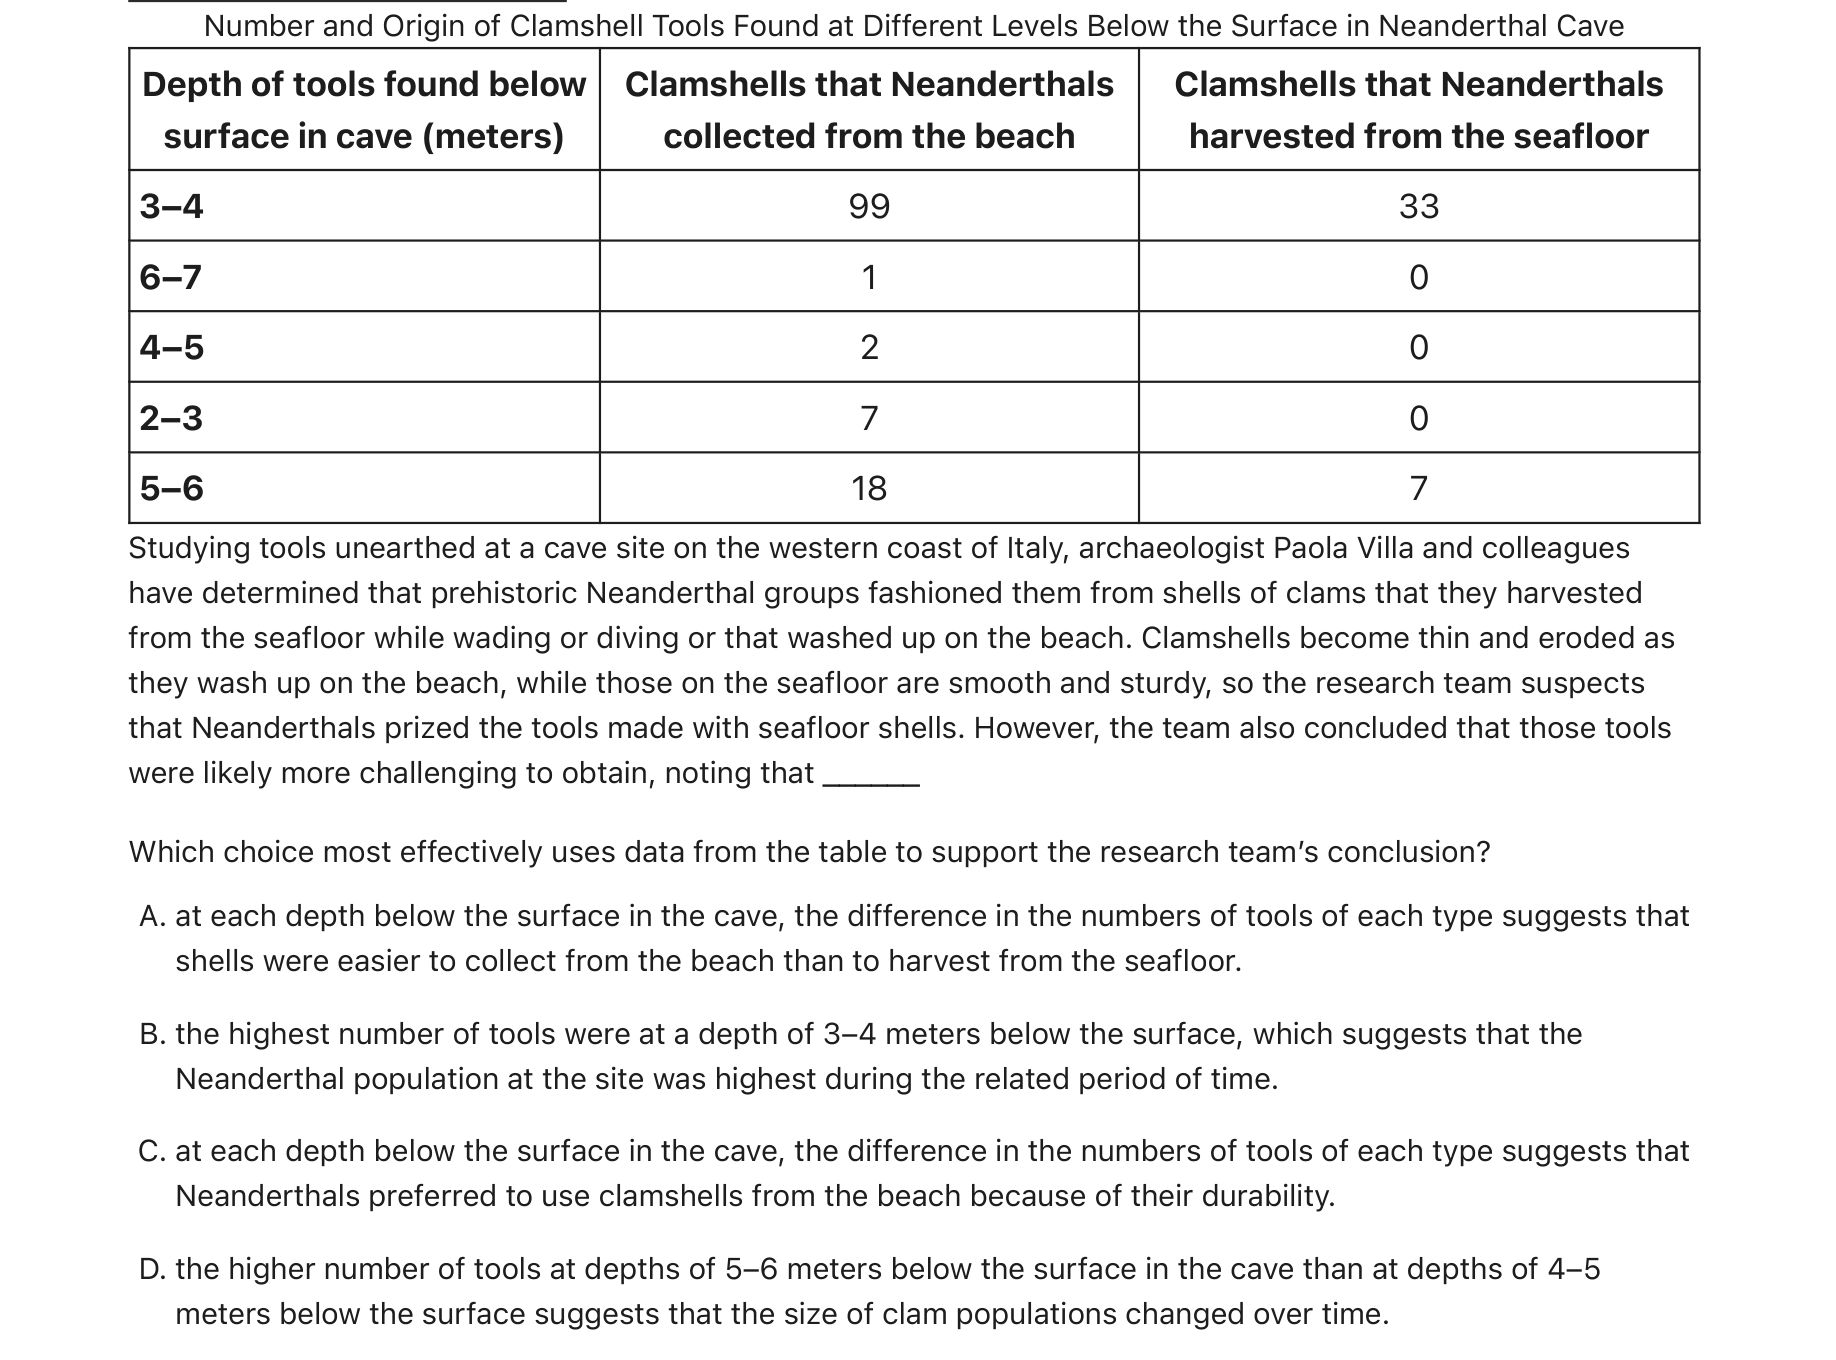 Number and Origin of Clamshell Tools Found at Different Levels Below the Surface in Neanderthal Cave
Depth of tools found below surface in cave (meters) Clamshells that Neanderthals collected from the beach Clamshells that Neanderthals harvested from the seafloor
3–4 99 33
6–7 1 0
4–5 2 0
2–3 7 0
5–6 18 7
Studying tools unearthed at a cave site on the western coast of Italy, archaeologist Paola Villa and colleagues
have determined that prehistoric Neanderthal groups fashioned them from shells of clams that they harvested
from the seafloor while wading or diving or that washed up on the beach. Clamshells become thin and eroded as
they wash up on the beach, while those on the seafloor are smooth and sturdy, so the research team suspects
that Neanderthals prized the tools made with seafloor shells. However, the team also concluded that those tools
were likely more challenging to obtain, noting that ______
Which choice most effectively uses data from the table to support the research team’s conclusion?
A. at each depth below the surface in the cave, the difference in the numbers of tools of each type suggests that
shells were easier to collect from the beach than to harvest from the seafloor.
B. the highest number of tools were at a depth of 3–4 meters below the surface, which suggests that the
Neanderthal population at the site was highest during the related period of time.
C. at each depth below the surface in the cave, the difference in the numbers of tools of each type suggests that
Neanderthals preferred to use clamshells from the beach because of their durability.
D. the higher number of tools at depths of 5–6 meters below the surface in the cave than at depths of 4–5
meters below the surface suggests that the size of clam populations changed over time.